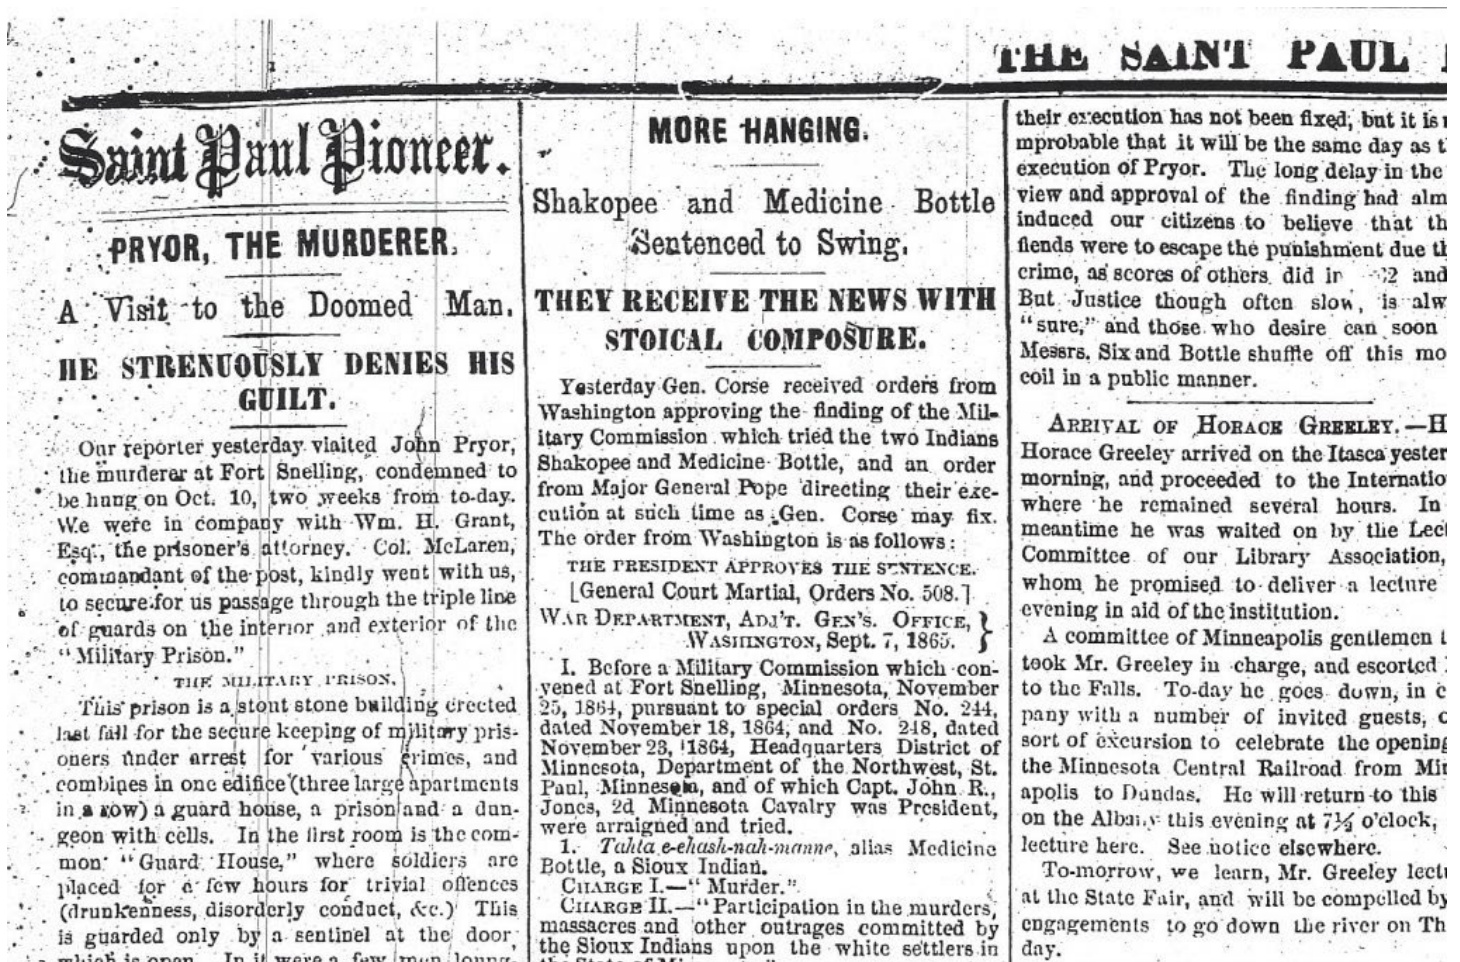 THE SAINT PAUL
Saint Paul Pioneer.
PRYOR, THE MURDERER.
A Visit to the Doomed Man.
HE STRENUOUSLY DENIES HIS
GUILT.
Our reporter yesterday visited John Pryor,
the murderer at Fort Snelling, condemned to
be hung on Oct. 10, two weeks from to-day.
We were in company with Wm. H. Grant,
Esq., the prisoner's attorney. Col. McLaren,
commandant of the post, kindly went with us,
to secure for us passage through the triple line
of guards on the interior and exterior of the
"Military Prison."
THE MILITARY PRISON.
This prison is a stout stone building erected
last fall for the secure keeping of military pris-
oners under arrest for various crimes, and
combines in one edifice (three large apartments
in a row) a guard house, a prison and a dun-
geon with cells. In the first room is the com-
mon "Guard House," where soldiers are
placed for a few hours for trivial offences
(drunkenness, disorderly conduct, &c.) This
is guarded only by a sentinel at the door,
which is open. In it were a few men loung-
MORE HANGING.
Shakopee and Medicine Bottle
Sentenced to Swing.
THEY RECEIVE THE NEWS WITH
STOICAL COMPOSURE.
Yesterday Gen. Corse received orders from
Washington approving the finding of the Mil-
itary Commission which tried the two Indians
Shakopee and Medicine Bottle, and an order
from Major General Pope directing their exe-
cution at such time as Gen. Corse may fix.
The order from Washington is as follows:
THE PRESIDENT APPROVES THE SENTENCE.
[General Court Martial, Orders No. 508.]
WAR DEPARTMENT, ADJ'T. GEN'S. OFFICE,
WASHINGTON, Sept. 7, 1865.
I. Before a Military Commission which con-
vened at Fort Snelling, Minnesota, November
25, 1864, pursuant to special orders No. 244,
dated November 18, 1864, and No. 248, dated
November 23, 1864, Headquarters District of
Minnesota, Department of the Northwest, St.
Paul, Minnesota, and of which Capt. John R.,
Jones, 2d Minnesota Cavalry was President,
were arraigned and tried.
1. Tahta-e-chash-nah-manne, alias Medicine
Bottle, a Sioux Indian.
CHARGE I.—"Murder."
CHARGE II.—"Participation in the murders,
massacres and other outrages committed by
the Sioux Indians upon the white settlers in
their execution has not been fixed, but it is
mprobable that it will be the same day as
execution of Pryor. The long delay in the
view and approval of the finding had
induced our citizens to believe that
fiends were to escape the punishment due
crime, as scores of others did and
But Justice though often slow, is
"sure," and those who desire can soon
Messrs. Six and Bottle shuffle off this
coil in a public manner.
ARRIVAL OF HORACE GREELEY.—
Horace Greeley arrived on the Itasca
morning, and proceeded to the
where he remained several hours. In
meantime he was waited on by the
Committee of our Library Association,
whom he promised to deliver a lecture
evening in aid of the institution.
A committee of Minneapolis gentlemen
took Mr. Greeley in charge, and escorted
to the Falls. To-day he goes down, in
pany with a number of invited guests,
sort of excursion to celebrate the opening
the Minnesota Central Railroad from
apolis to Dundas. He will return to this
on the Albany this evening at 7½ o'clock,
lecture here. See notice elsewhere.
To-morrow, we learn, Mr. Greeley
at the State Fair, and will be compelled by
engagements to go down the river on
day.